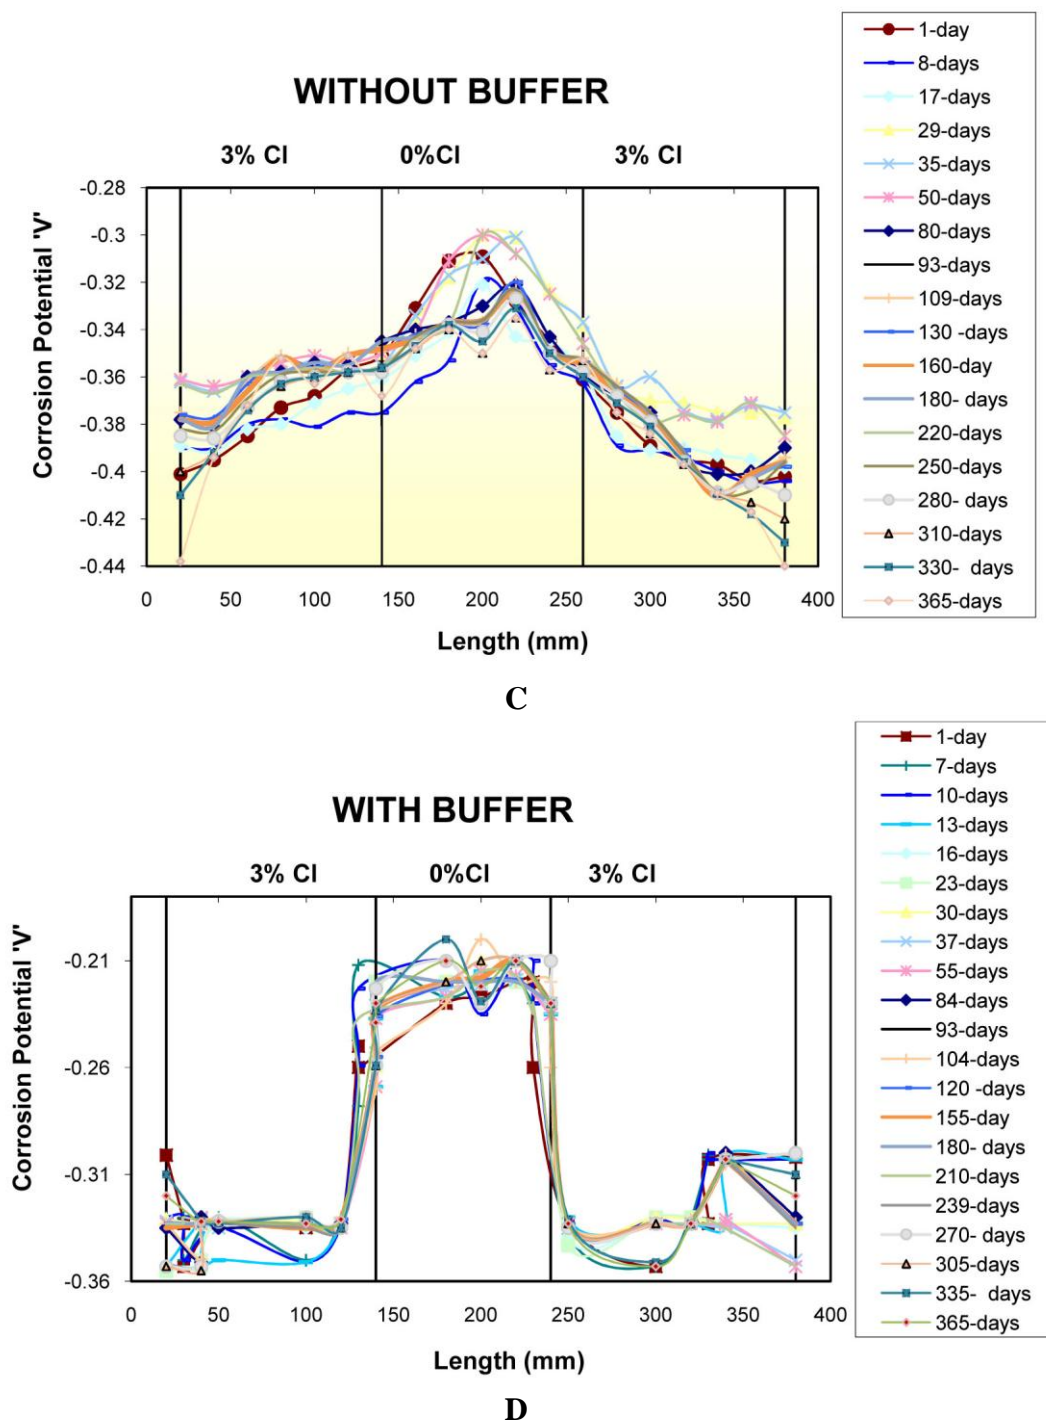 WITHOUT BUFFER
3% Cl 0%Cl 3% Cl
Corrosion Potential 'V'
-0.28
-0.3
-0.32
-0.34
-0.36
-0.38
-0.4
-0.42
-0.44
0 50 100 150 200 250 300 350 400
Length (mm)
1-day
8-days
17-days
29-days
35-days
50-days
80-days
93-days
109-days
130 -days
160-day
180- days
220-days
250-days
280- days
310-days
330- days
365-days
C
WITH BUFFER
3% Cl 0%Cl 3% Cl
Corrosion Potential 'V'
-0.21
-0.26
-0.31
-0.36
0 50 100 150 200 250 300 350 400
Length (mm)
1-day
7-days
10-days
13-days
16-days
23-days
30-days
37-days
55-days
84-days
93-days
104-days
120 -days
155-day
180- days
210-days
239-days
270- days
305-days
335- days
365-days
D